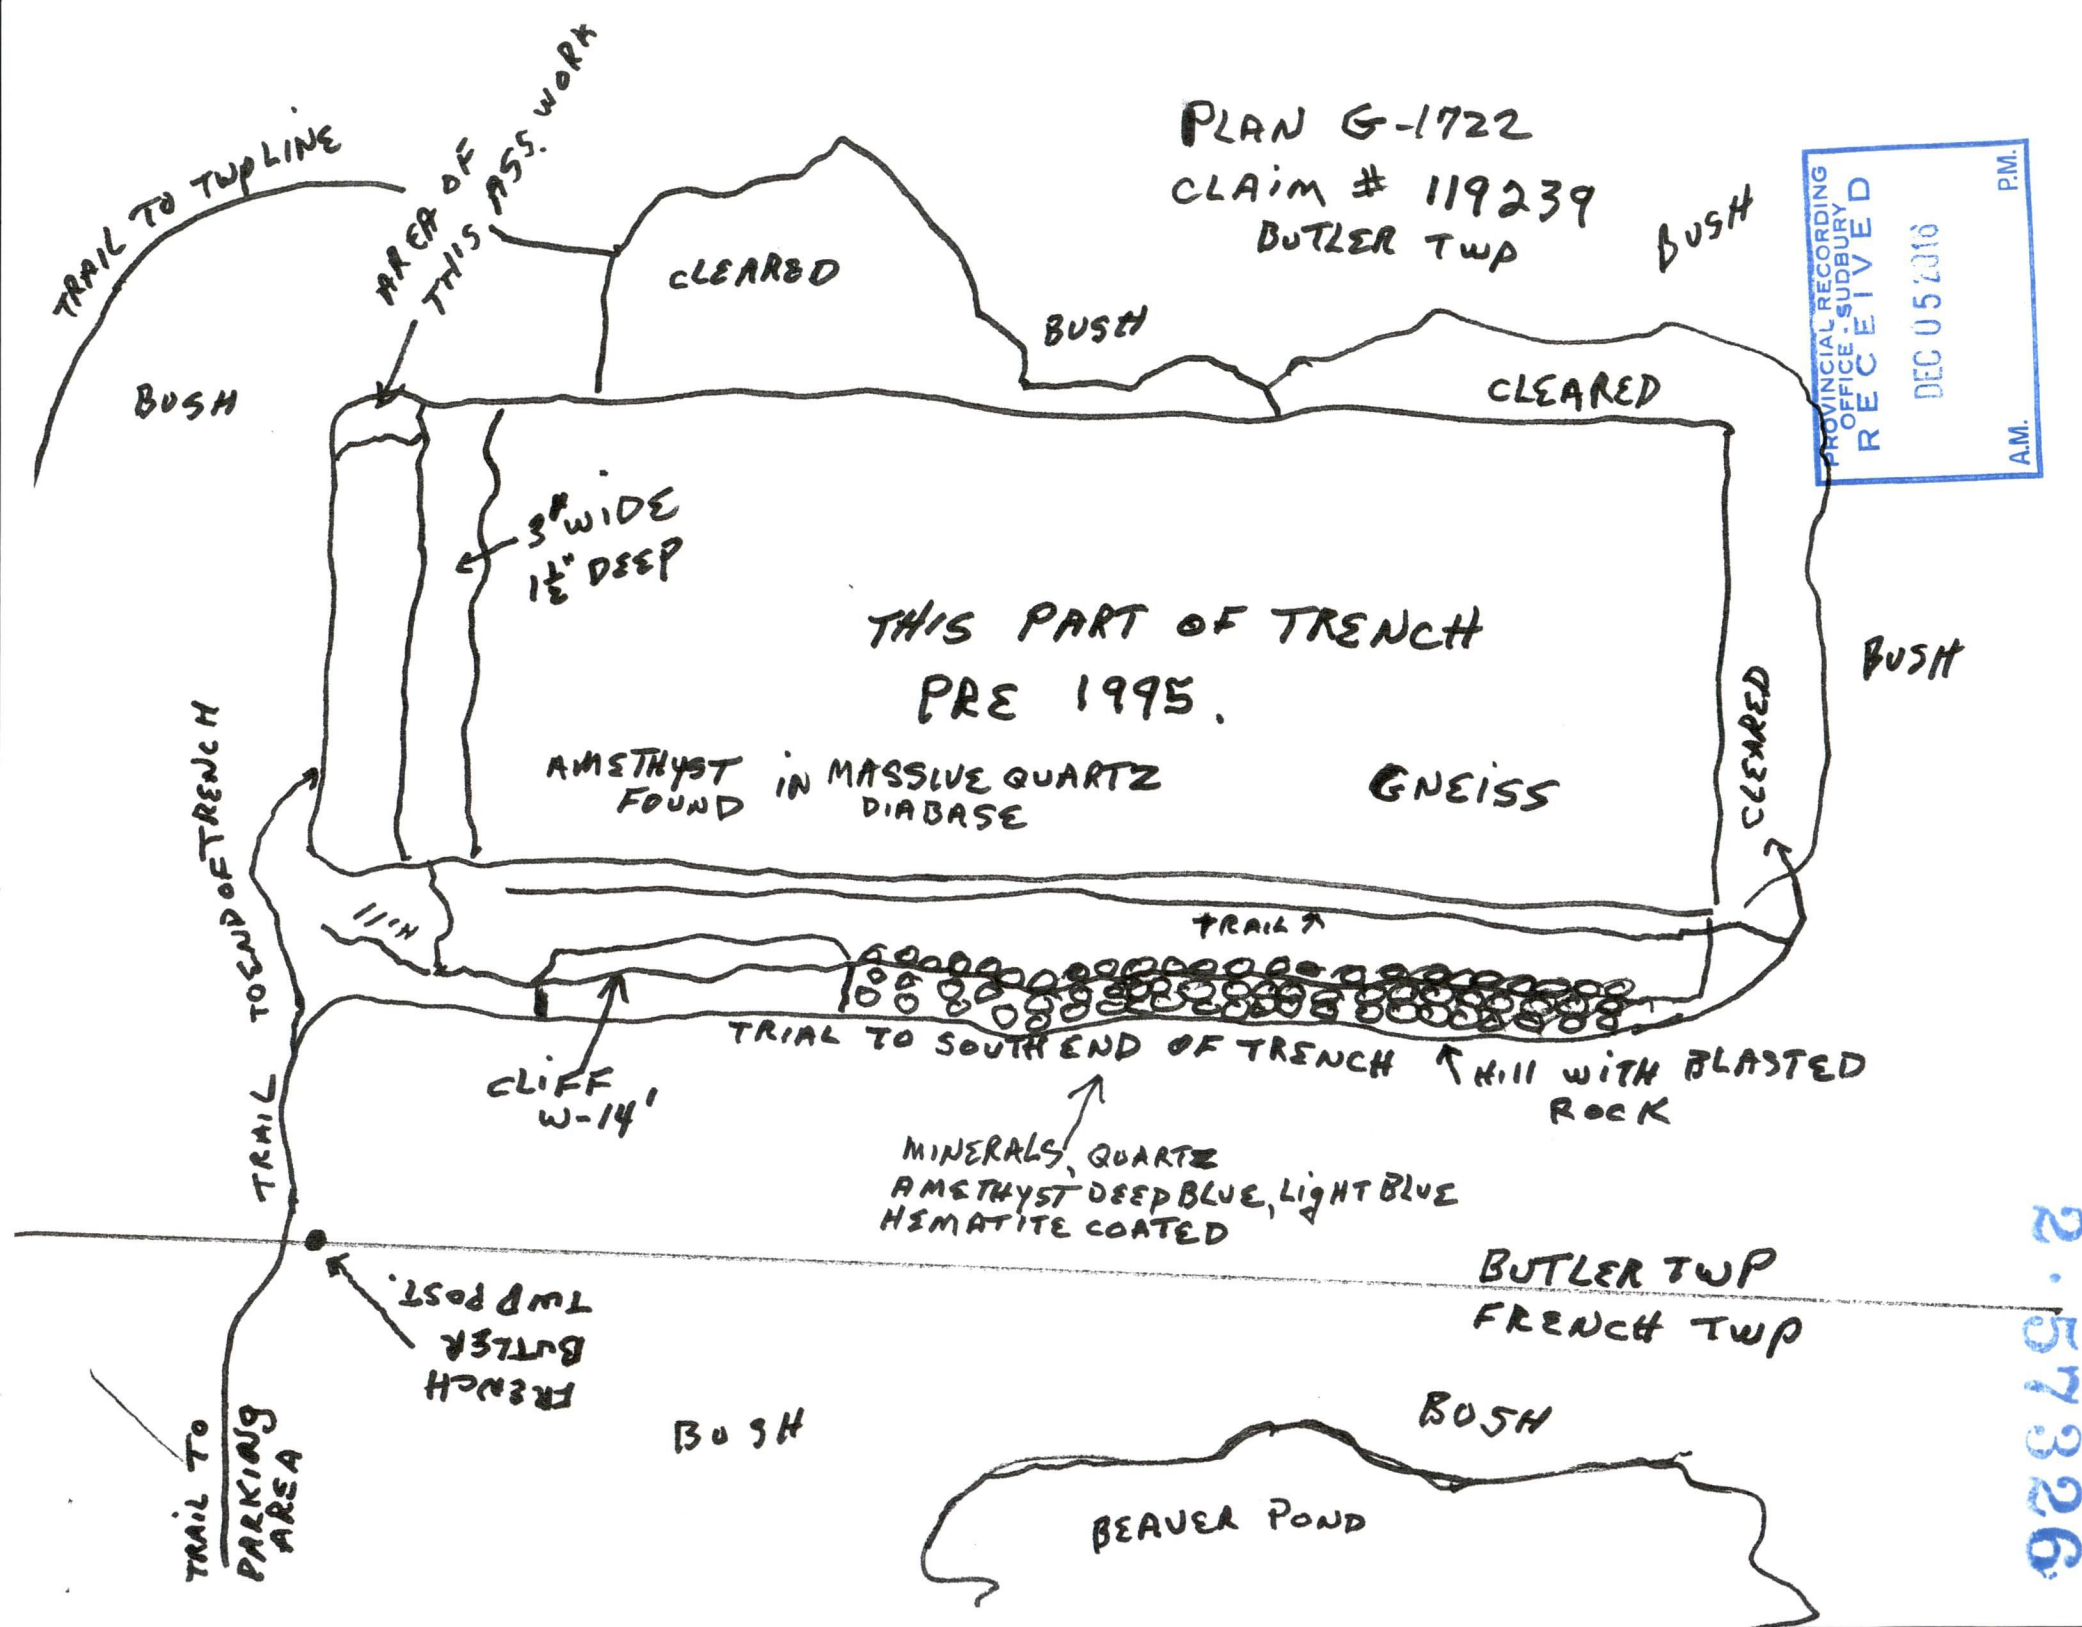 PLAN G-1722
CLAIM # 119239
BUTLER TWP
TRAIL TO TWP LINE
AREA OF
THIS ASS. WORK
CLEARED
BUSH
BUSH
PROVINCIAL RECORDING
OFFICE - SUDBURY
RECEIVED
DEC 05 2016
A.M.
P.M.
BUSH
CLEARED
3" WIDE
1½" DEEP
THIS PART OF TRENCH
PRE 1995.
BUSH
CLEARED
AMETHYST IN MASSIVE QUARTZ
FOUND DIABASE
GNEISS
TRAIL TO END OF TRENCH
Hill
TRAIL
TRIAL TO SOUTH END OF TRENCH
CLIFF
W-14'
Hill WITH BLASTED
ROCK
MINERALS, QUARTZ
AMETHYST DEEP BLUE, LIGHT BLUE
HEMATITE COATED
BUTLER TWP
FRENCH TWP
FRENCH
BUTLER
TWP POST.
TRAIL TO
PARKING
AREA
BUSH
BUSH
BEAVER POND
2.57326